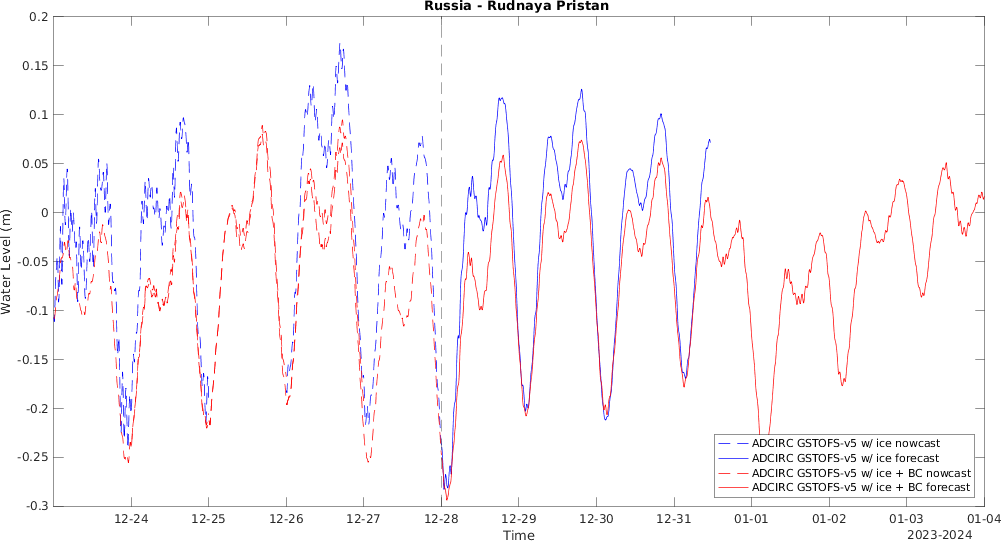 Russia - Rudnaya Pristan
0.2
0.15
0.1
0.05
0
-0.05
-0.1
-0.15
-0.2
-0.25
-0.3
Water Level (m)
ADCIRC GSTOFS-v5 w/ ice nowcast
ADCIRC GSTOFS-v5 w/ ice forecast
ADCIRC GSTOFS-v5 w/ ice + BC nowcast
ADCIRC GSTOFS-v5 w/ ice + BC forecast
12-24 12-25 12-26 12-27 12-28 12-29 12-30 12-31 01-01 01-02 01-03 01-04
Time
2023-2024